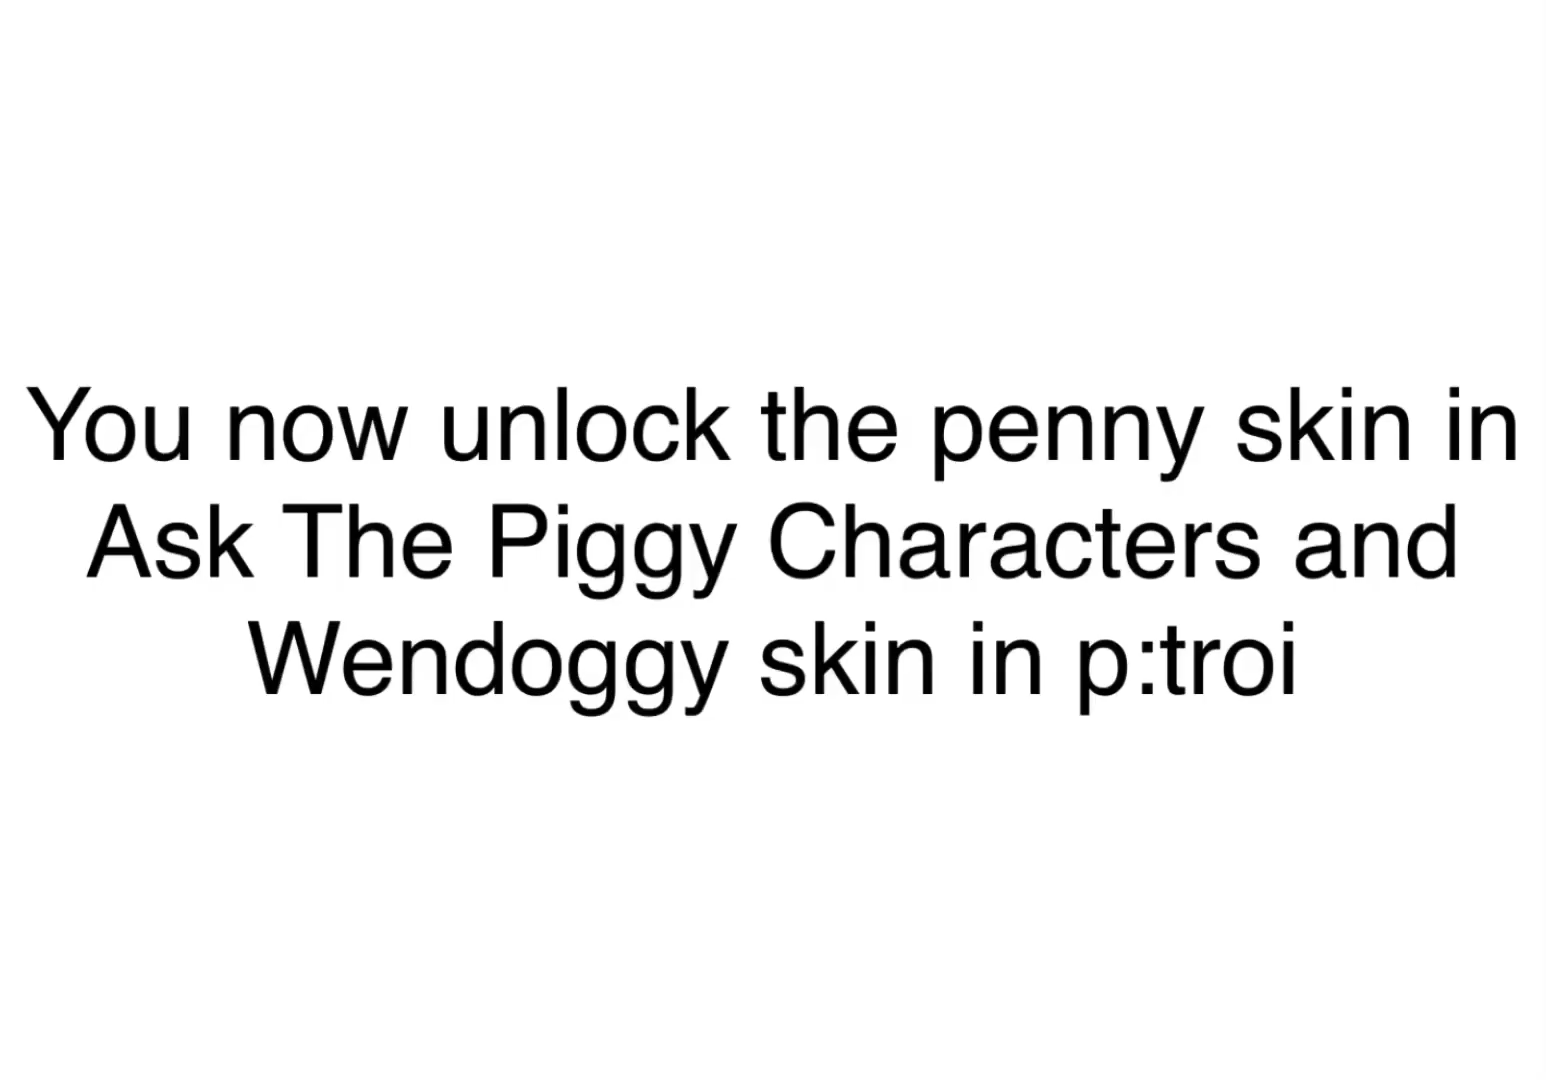 You now unlock the penny skin in
Ask The Piggy Characters and
Wendoggy skin in p:troi